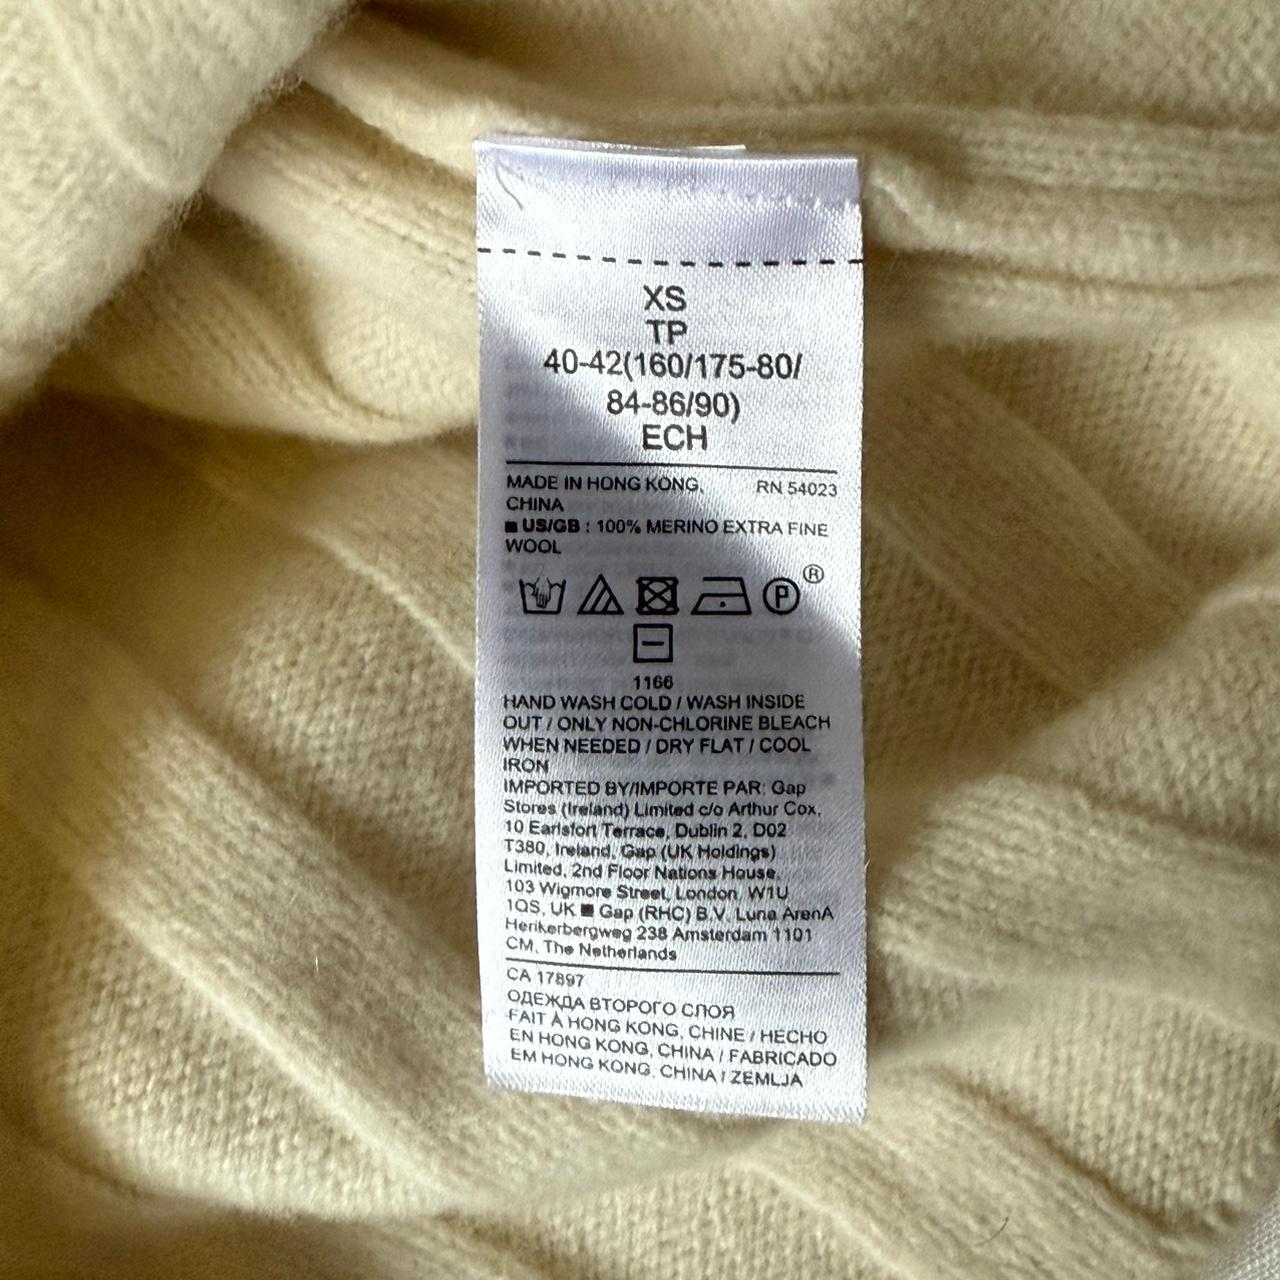 XS
TP
40-42(160/175-80/
84-86/90)
ECH
MADE IN HONG KONG, RN 54023
CHINA
■ US/GB : 100% MERINO EXTRA FINE
WOOL
P ®
1166
HAND WASH COLD / WASH INSIDE
OUT / ONLY NON-CHLORINE BLEACH
WHEN NEEDED / DRY FLAT / COOL
IRON
IMPORTED BY/IMPORTE PAR: Gap
Stores (Ireland) Limited c/o Arthur Cox,
10 Earlsfort Terrace, Dublin 2, D02
T380, Ireland, Gap (UK Holdings)
Limited, 2nd Floor Nations House,
103 Wigmore Street, London, W1U
1QS, UK ■ Gap (RHC) B.V. Luna ArenA
Herikerbergweg 238 Amsterdam 1101
CM, The Netherlands
CA 17897
ОДЕЖДА ВТОРОГО СЛОЯ
FAIT À HONG KONG, CHINE / HECHO
EN HONG KONG, CHINA / FABRICADO
EM HONG KONG, CHINA / ZEMLJA